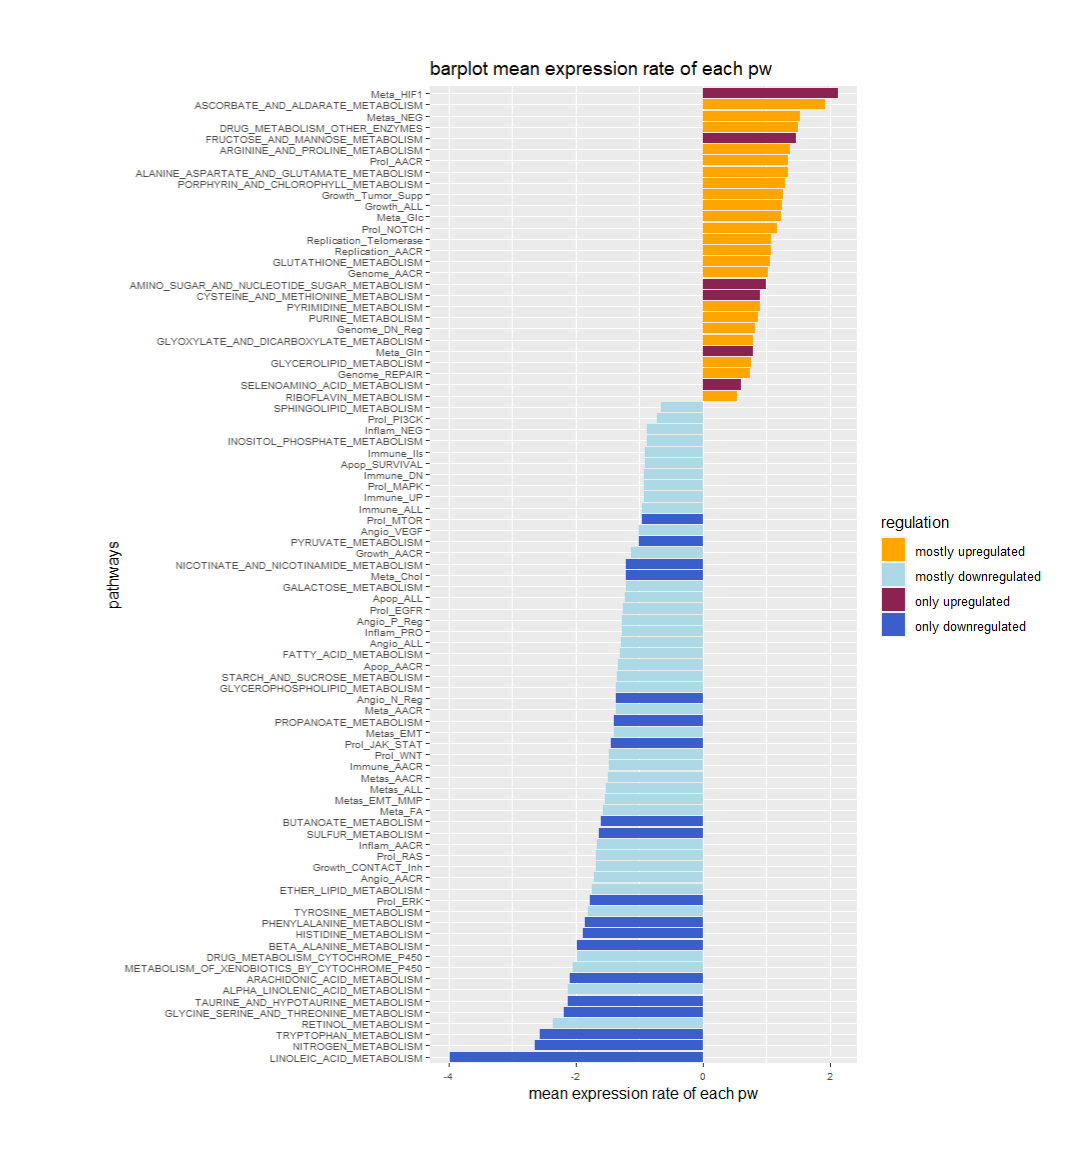 barplot mean expression rate of each pw
Meta_HIF1
ASCORBATE_AND_ALDARATE_METABOLISM
Metas_NEG
DRUG_METABOLISM_OTHER_ENZYMES
FRUCTOSE_AND_MANNOSE_METABOLISM
ARGININE_AND_PROLINE_METABOLISM
Prol_AACR
ALANINE_ASPARTATE_AND_GLUTAMATE_METABOLISM
PORPHYRIN_AND_CHLOROPHYLL_METABOLISM
Growth_Tumor_Supp
Growth_ALL
Meta_Glc
Prol_NOTCH
Replication_Telomerase
Replication_AACR
GLUTATHIONE_METABOLISM
Genome_AACR
AMINO_SUGAR_AND_NUCLEOTIDE_SUGAR_METABOLISM
CYSTEINE_AND_METHIONINE_METABOLISM
PYRIMIDINE_METABOLISM
PURINE_METABOLISM
Genome_DN_Reg
GLYOXYLATE_AND_DICARBOXYLATE_METABOLISM
Meta_Gln
GLYCEROLIPID_METABOLISM
Genome_REPAIR
SELENOAMINO_ACID_METABOLISM
RIBOFLAVIN_METABOLISM
SPHINGOLIPID_METABOLISM
Prol_PI3CK
Inflam_NEG
INOSITOL_PHOSPHATE_METABOLISM
Immune_Ils
Apop_SURVIVAL
Immune_DN
Prol_MAPK
Immune_UP
Immune_ALL
Prol_MTOR
Angio_VEGF
PYRUVATE_METABOLISM
Growth_AACR
NICOTINATE_AND_NICOTINAMIDE_METABOLISM
Meta_Chol
GALACTOSE_METABOLISM
Apop_ALL
Prol_EGFR
Angio_P_Reg
Inflam_PRO
Angio_ALL
FATTY_ACID_METABOLISM
Apop_AACR
STARCH_AND_SUCROSE_METABOLISM
GLYCEROPHOSPHOLIPID_METABOLISM
Angio_N_Reg
Meta_AACR
PROPANOATE_METABOLISM
Metas_EMT
Prol_JAK_STAT
Prol_WNT
Immune_AACR
Metas_AACR
Metas_ALL
Metas_EMT_MMP
Meta_FA
BUTANOATE_METABOLISM
SULFUR_METABOLISM
Inflam_AACR
Prol_RAS
Growth_CONTACT_Inh
Angio_AACR
ETHER_LIPID_METABOLISM
Prol_ERK
TYROSINE_METABOLISM
PHENYLALANINE_METABOLISM
HISTIDINE_METABOLISM
BETA_ALANINE_METABOLISM
DRUG_METABOLISM_CYTOCHROME_P450
METABOLISM_OF_XENOBIOTICS_BY_CYTOCHROME_P450
ARACHIDONIC_ACID_METABOLISM
ALPHA_LINOLENIC_ACID_METABOLISM
TAURINE_AND_HYPOTAURINE_METABOLISM
GLYCINE_SERINE_AND_THREONINE_METABOLISM
RETINOL_METABOLISM
TRYPTOPHAN_METABOLISM
NITROGEN_METABOLISM
LINOLEIC_ACID_METABOLISM
-4 -2 0 2
mean expression rate of each pw
pathways
regulation
mostly upregulated
mostly downregulated
only upregulated
only downregulated